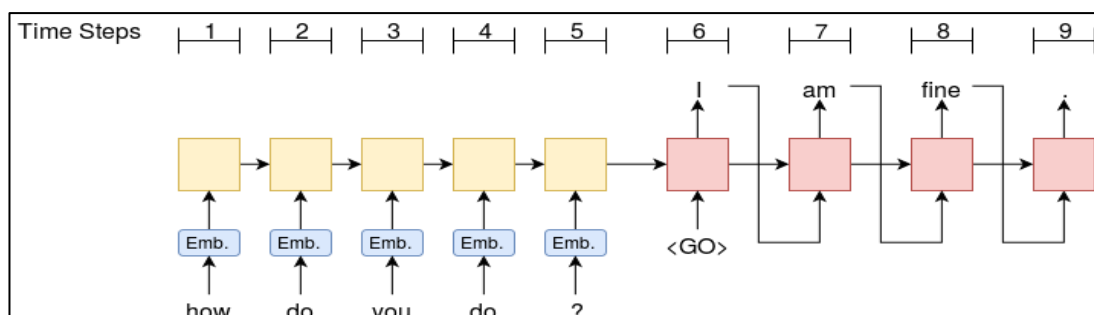 Time Steps 1 2 3 4 5 6 7 8 9
I am fine .
Emb. Emb. Emb. Emb. Emb. <GO>
how do you do ?